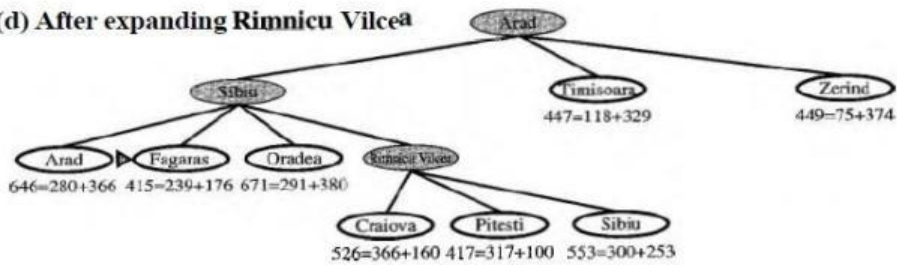 (d) After expanding Rimnicu Vilcea
Arad
Sibiu
Timisoara
Zerind
447=118+329
449=75+374
Arad
Fagaras
Oradea
Rimnicu Vilcea
646=280+366
415=239+176
671=291+380
Craiova
Pitesti
Sibiu
526=366+160
417=317+100
553=300+253